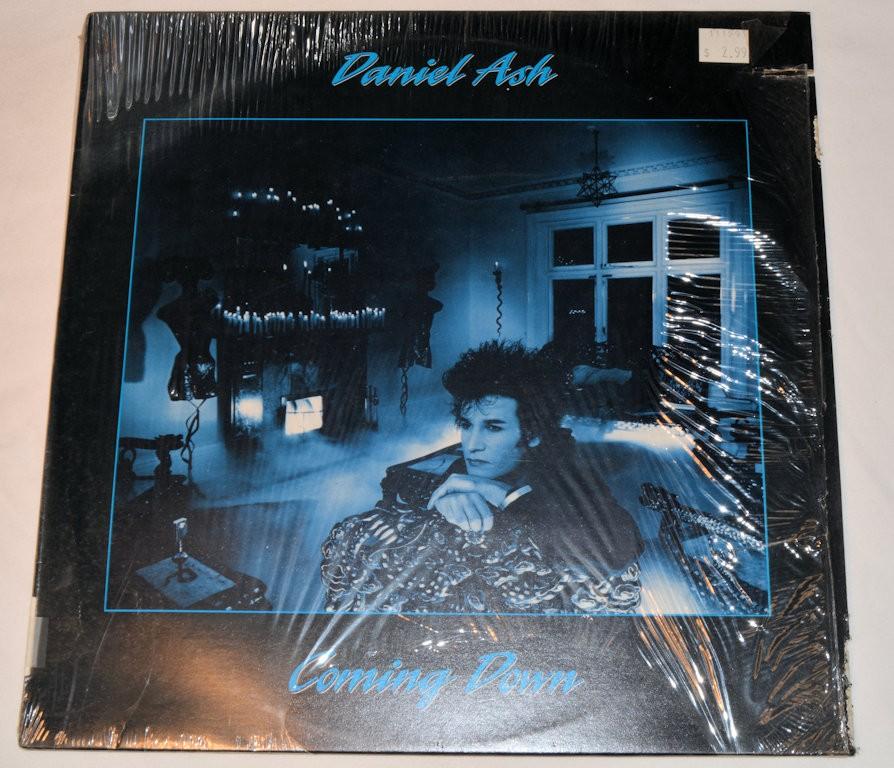 Daniel Ash
$ 2.99
Coming Down